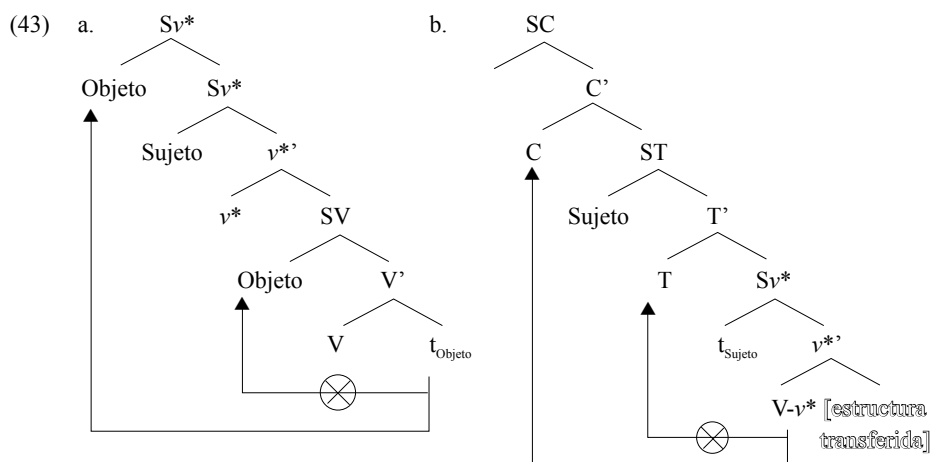 (43) a. Sv* b. SC
Objeto Sv* C’
Sujeto v*’ C ST
v* SV Sujeto T’
Objeto V’ T Sv*
V tObjeto tSujeto v*’
V-v* [estructura
transferida]